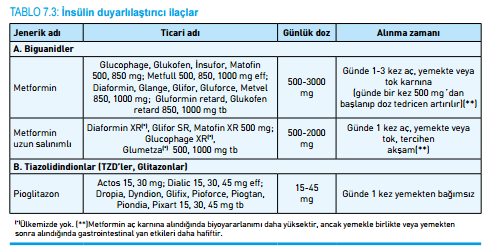 TABLO 7.3: İnsülin duyarlılaştırıcı ilaçlar
Jenerik adı
Ticari adı
Günlük doz
Alınma zamanı
A. Biguanidler
Metformin
Glucophage, Glukofen, İnsufor, Matofin
500, 850 mg; Metfull 500, 850, 1000 mg eff;
Diaformin, Glange, Glifor, Gluforce, Metvel
850, 1000 mg; Gluformin retard, Glukofen
retard 850, 1000 mg tb
500-3000
mg
Günde 1-3 kez aç, yemekte veya
tok karnına
(günde bir kez 500 mg´dan
başlanıp doz tedricen artırılır)(**)
Metformin
uzun salınımlı
Diaformin XR(*), Glifor SR, Matofin XR 500 mg;
Glucophage XR(*),
Glumetza(*) 500, 1000 mg tb
500-2000
mg
Günde 1 kez aç, yemekte veya
tok, tercihen
akşam(**)
B. Tiazolidindionlar (TZD'ler, Glitazonlar)
Pioglitazon
Actos 15, 30 mg; Dialic 15, 30, 45 mg eff;
Dropia, Dyndion, Glifix, Pioforce, Piogtan,
Piondia, Pixart 15, 30, 45 mg tb
15-45
mg
Günde 1 kez yemekten bağımsız
(*)Ülkemizde yok. (**)Metformin aç karnına alındığında biyoyararlanımı daha yüksektir, ancak yemekle birlikte veya yemekten
sonra alındığında gastrointestinal yan etkileri daha hafiftir.